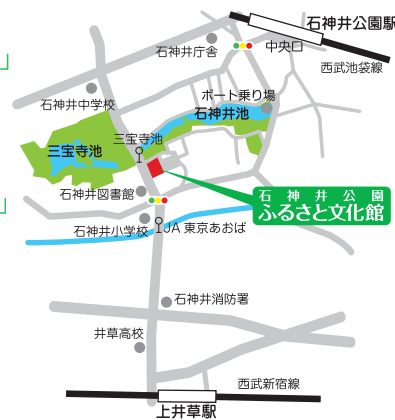 石神井公園駅
石神井庁舎
中央口
西武池袋線
ボート乗り場
石神井中学校
石神井池
三宝寺池
三宝寺池
石神井図書館
石神井公園
ふるさと文化館
石神井小学校
JA 東京あおば
石神井消防署
井草高校
西武新宿線
上井草駅